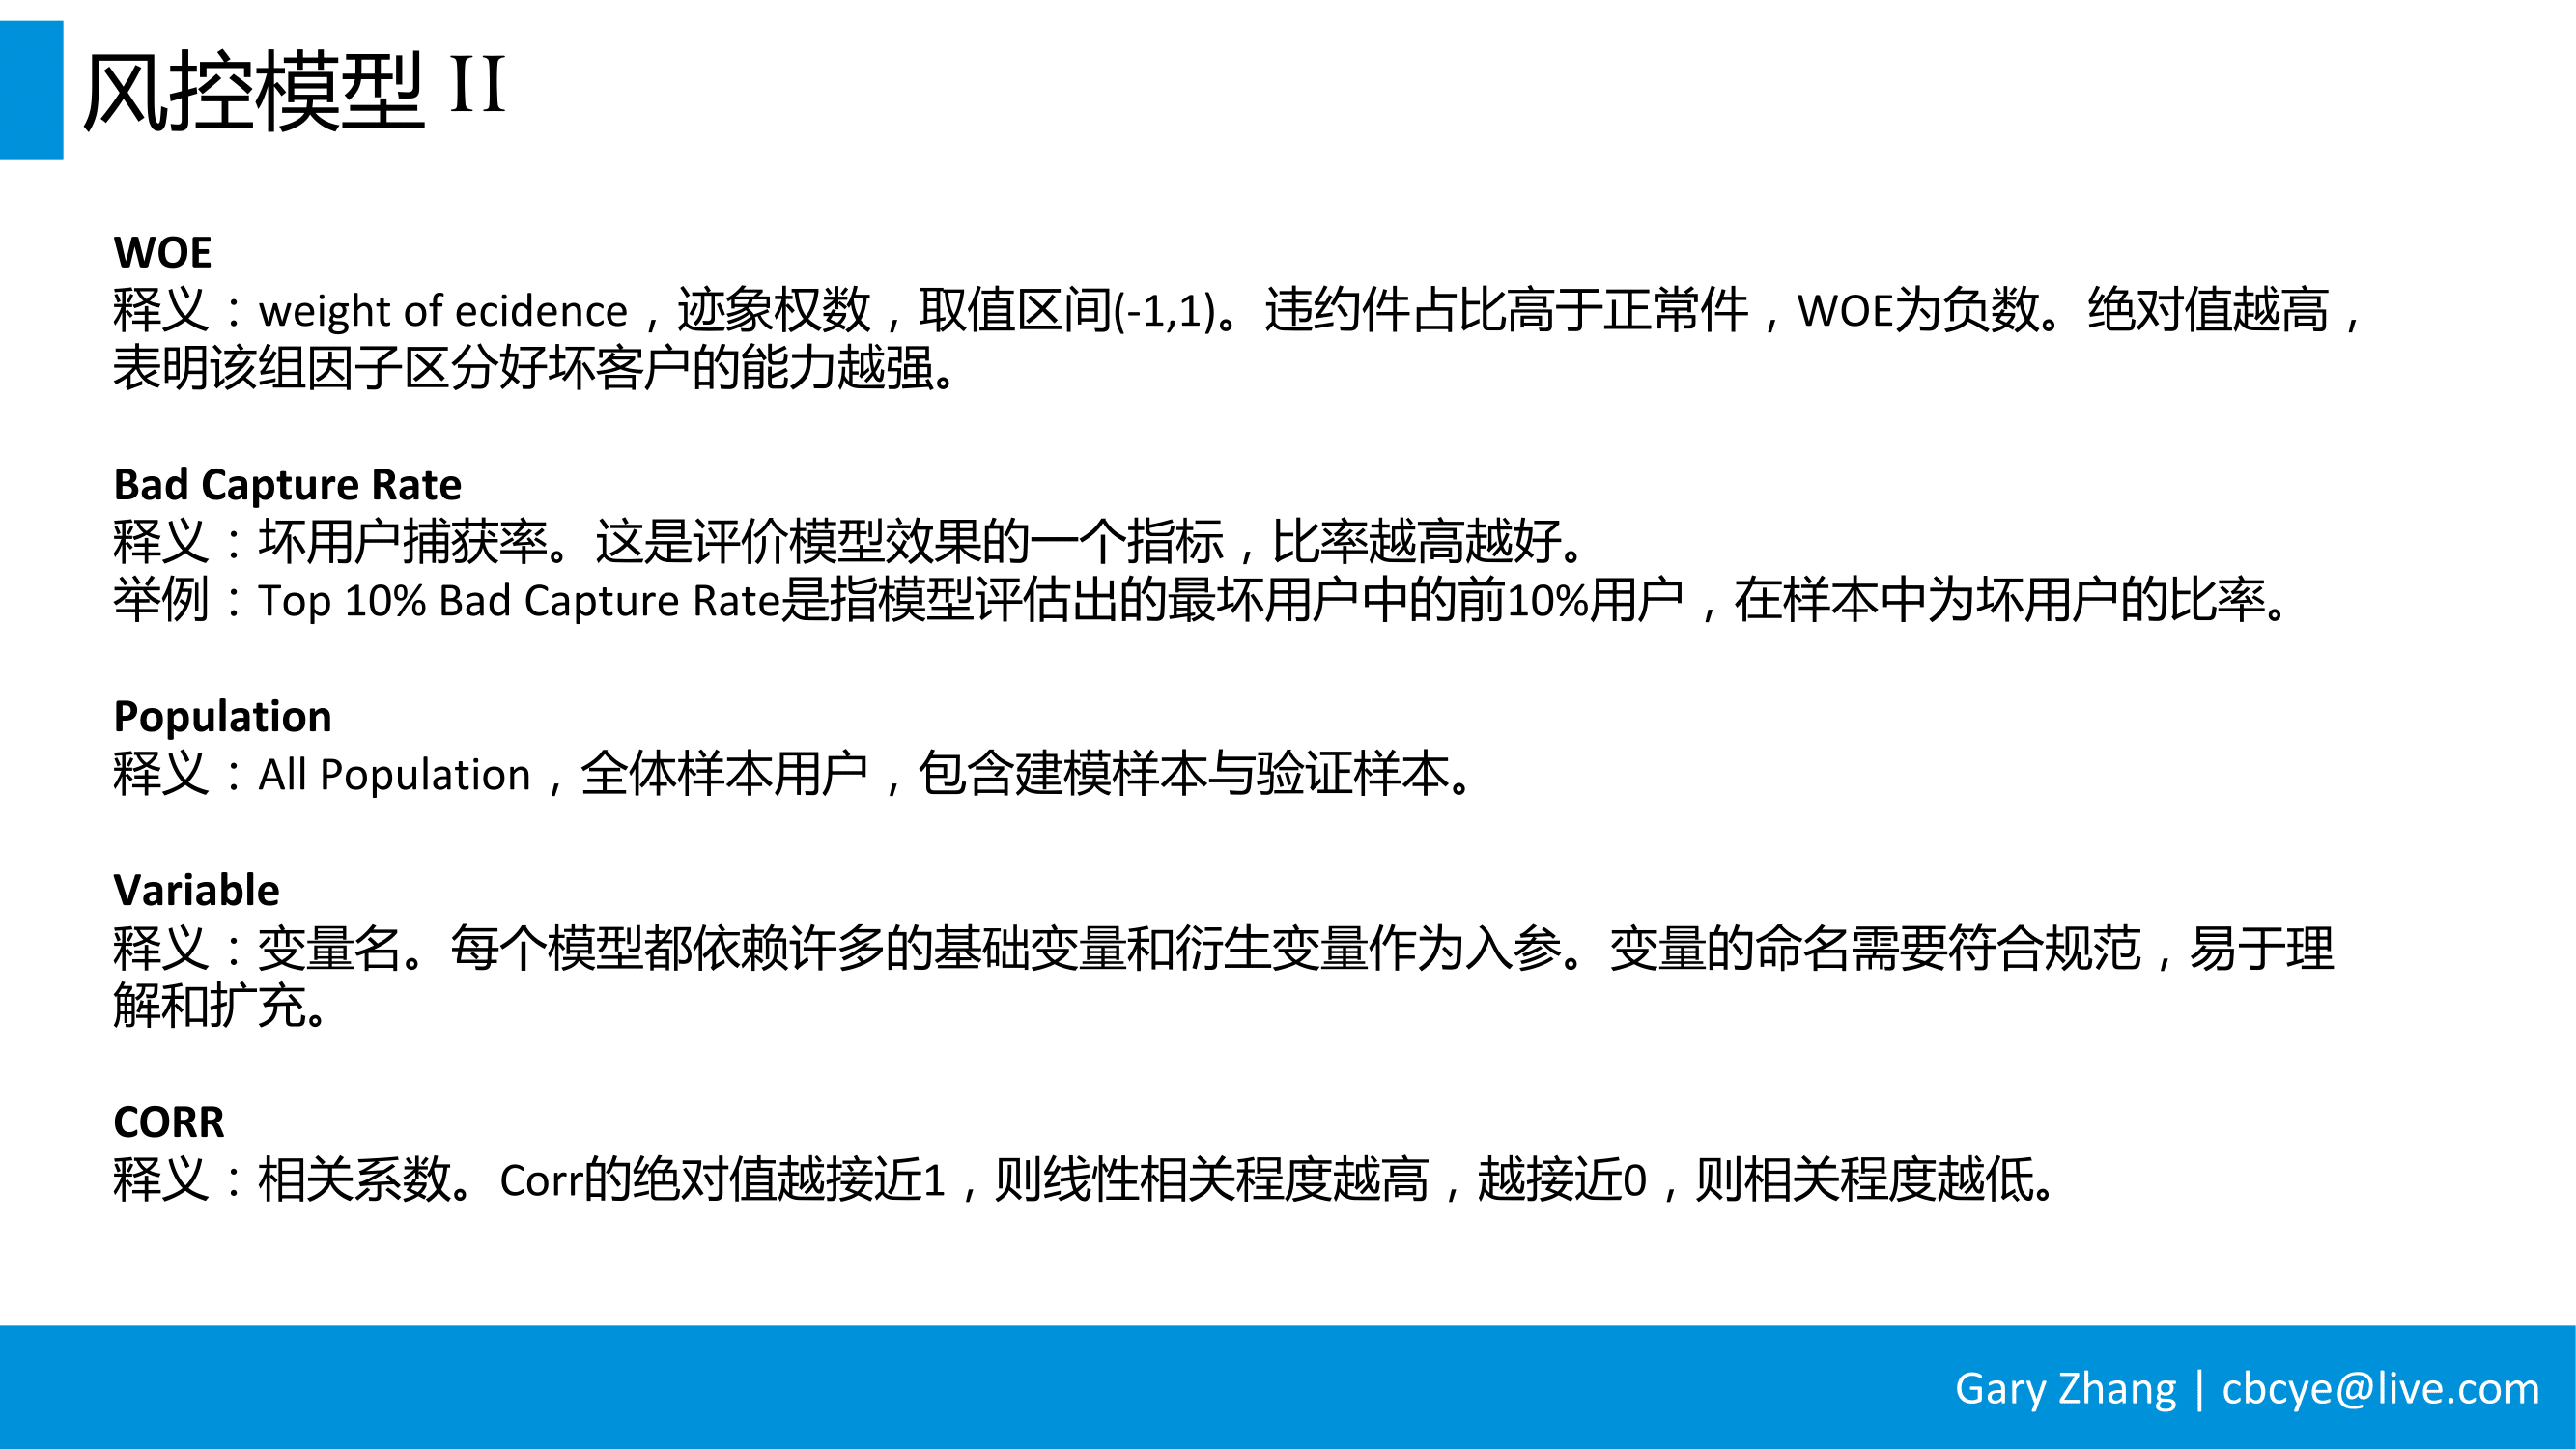 风控模型 II
WOE
释义：weight of ecidence，迹象权数，取值区间(-1,1)。违约件占比高于正常件，WOE为负数。绝对值越高，
表明该组因子区分好坏客户的能力越强。
Bad Capture Rate
释义：坏用户捕获率。这是评价模型效果的一个指标，比率越高越好。
举例：Top 10% Bad Capture Rate是指模型评估出的最坏用户中的前10%用户，在样本中为坏用户的比率。
Population
释义：All Population，全体样本用户，包含建模样本与验证样本。
Variable
释义：变量名。每个模型都依赖许多的基础变量和衍生变量作为入参。变量的命名需要符合规范，易于理
解和扩充。
CORR
释义：相关系数。Corr的绝对值越接近1，则线性相关程度越高，越接近0，则相关程度越低。
Gary Zhang | cbcye@live.com